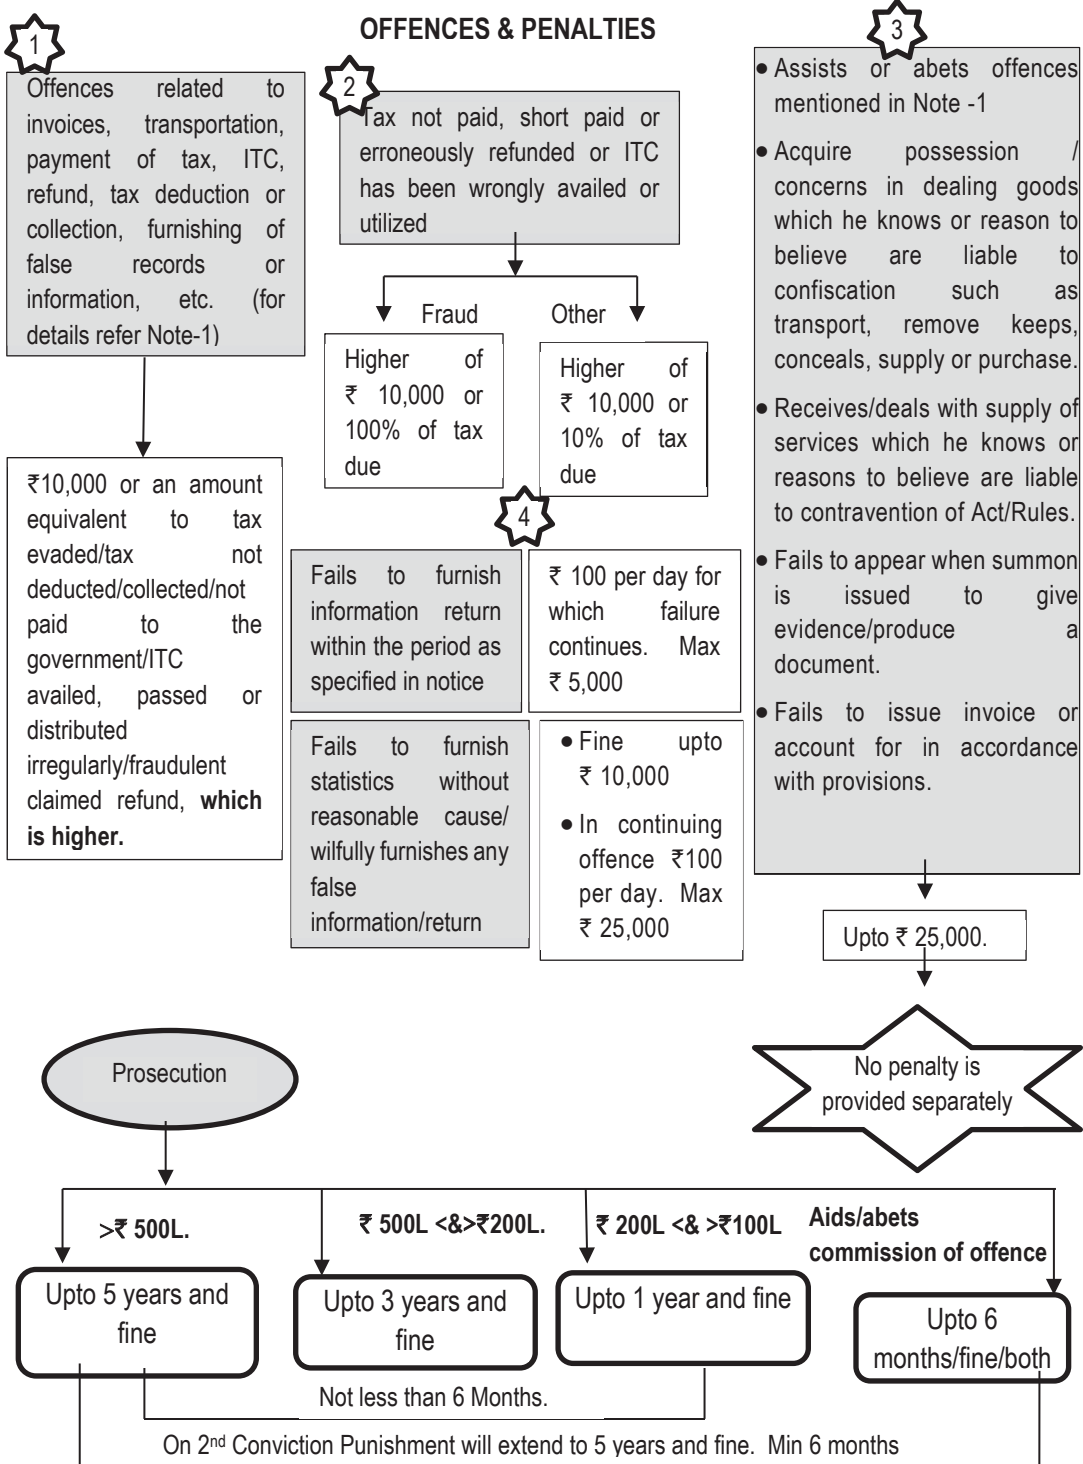 OFFENCES & PENALTIES
1
Offences related to
invoices, transportation,
payment of tax, ITC,
refund, tax deduction or
collection, furnishing of
false records or
information, etc. (for
details refer Note-1)
₹10,000 or an amount
equivalent to tax
evaded/tax not
deducted/collected/not
paid to the
government/ITC
availed, passed or
distributed
irregularly/fraudulent
claimed refund, which
is higher.
2
Tax not paid, short paid or
erroneously refunded or ITC
has been wrongly availed or
utilized
Fraud
Other
Higher of
₹ 10,000 or
100% of tax
due
Higher of
₹ 10,000 or
10% of tax
due
4
Fails to furnish
information return
within the period as
specified in notice
₹ 100 per day for
which failure
continues. Max
₹ 5,000
Fails to furnish
statistics without
reasonable cause/
wilfully furnishes any
false
information/return
● Fine upto
₹ 10,000
● In continuing
offence ₹100
per day. Max
₹ 25,000
3
● Assists or abets offences
mentioned in Note -1
● Acquire possession /
concerns in dealing goods
which he knows or reason to
believe are liable to
confiscation such as
transport, remove keeps,
conceals, supply or purchase.
● Receives/deals with supply of
services which he knows or
reasons to believe are liable
to contravention of Act/Rules.
● Fails to appear when summon
is issued to give
evidence/produce a
document.
● Fails to issue invoice or
account for in accordance
with provisions.
Upto ₹ 25,000.
No penalty is
provided separately
Prosecution
>₹ 500L.
₹ 500L <&>₹200L.
₹ 200L <& >₹100L
Aids/abets
commission of offence
Upto 5 years and
fine
Upto 3 years and
fine
Upto 1 year and fine
Upto 6
months/fine/both
Not less than 6 Months.
On 2nd Conviction Punishment will extend to 5 years and fine. Min 6 months